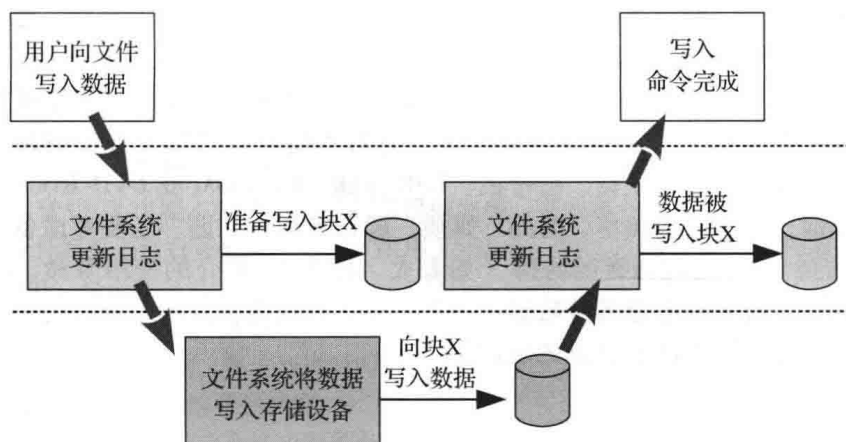 用户向文件
写入数据
写入
命令完成
文件系统
更新日志
准备写入块X
文件系统
更新日志
数据被
写入块X
文件系统将数据
写入存储设备
向块X
写入数据